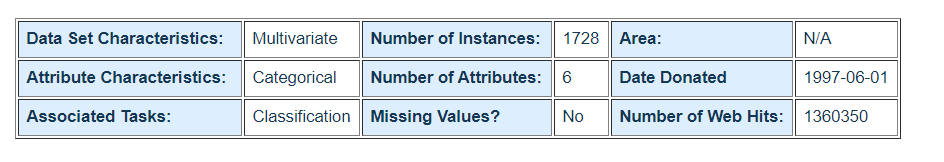 Data Set Characteristics: Multivariate Number of Instances: 1728 Area: N/A
Attribute Characteristics: Categorical Number of Attributes: 6 Date Donated 1997-06-01
Associated Tasks: Classification Missing Values? No Number of Web Hits: 1360350